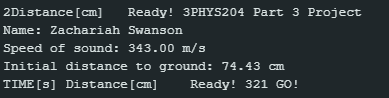 2Distance[cm]   Ready! 3PHYS204 Part 3 Project
Name: Zachariah Swanson
Speed of sound: 343.00 m/s
Initial distance to ground: 74.43 cm
TIME[s] Distance[cm]    Ready! 321 GO!